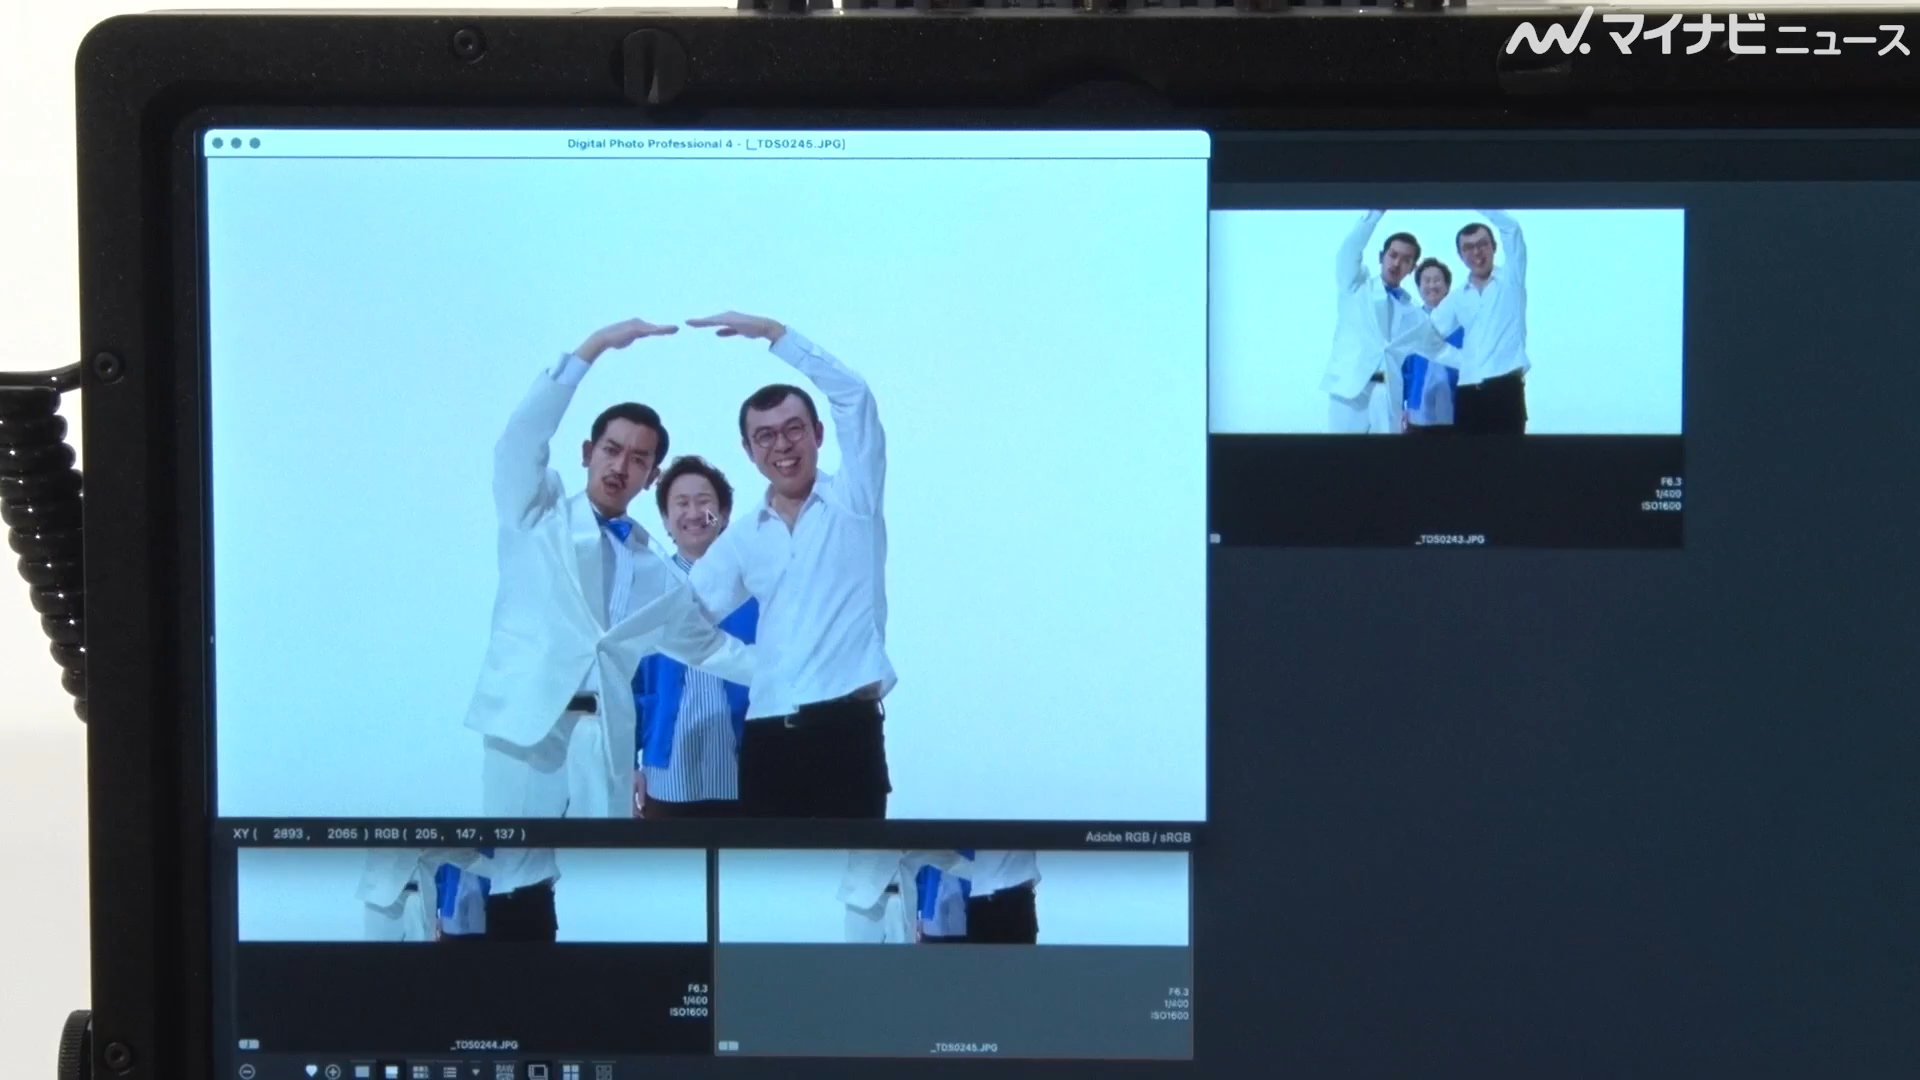 マイナビニュース
Digital Photo Professional 4 - [_TDS0245.JPG]
F6.3
1/400
ISO1600
_TDS0243.JPG
XY ( 2893, 2065 ) RGB ( 205, 147, 137 )
Adobe RGB / sRGB
F6.3
1/400
ISO1600
_TDS0244.JPG
F6.3
1/400
ISO1600
_TDS0245.JPG
RAW